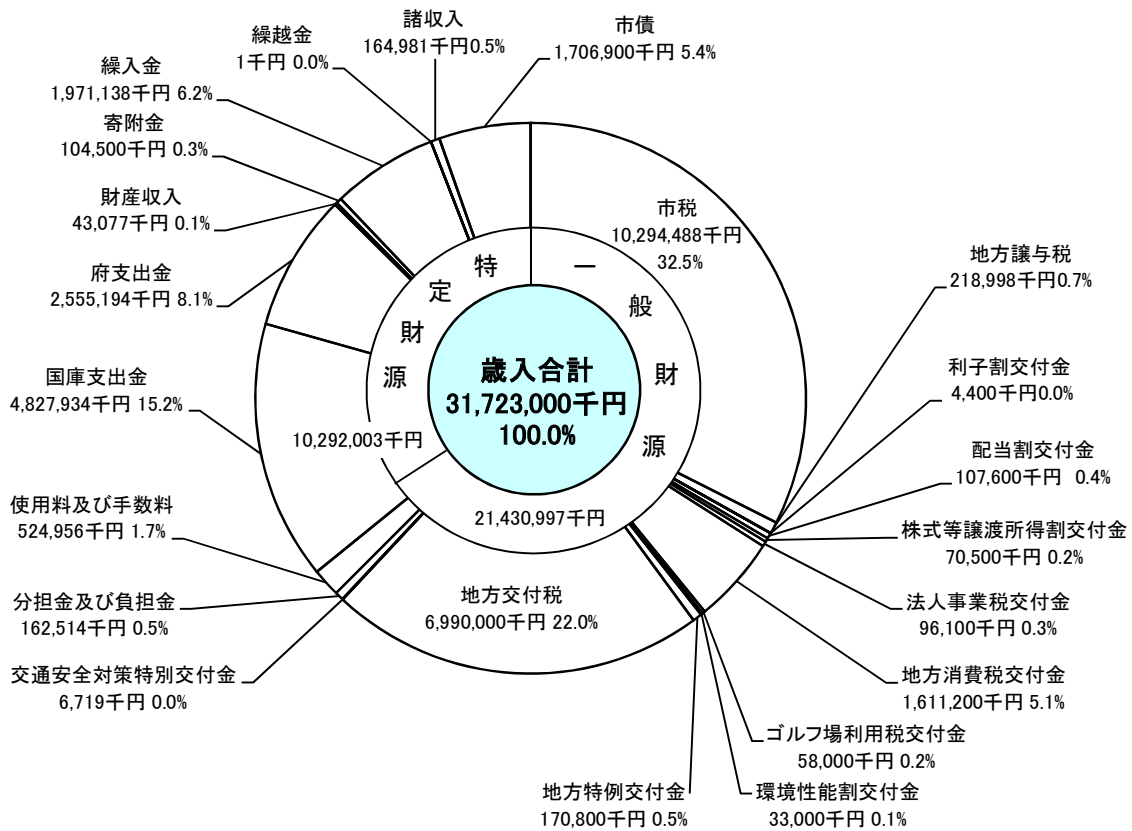 諸収入
164,981千円0.5%
市債
1,706,900千円 5.4%
繰越金
1千円 0.0%
繰入金
1,971,138千円 6.2%
寄附金
104,500千円 0.3%
財産収入
43,077千円 0.1%
府支出金
2,555,194千円 8.1%
国庫支出金
4,827,934千円 15.2%
使用料及び手数料
524,956千円 1.7%
分担金及び負担金
162,514千円 0.5%
交通安全対策特別交付金
6,719千円 0.0%
市税
10,294,488千円
32.5%
地方譲与税
218,998千円0.7%
利子割交付金
4,400千円0.0%
配当割交付金
107,600千円 0.4%
株式等譲渡所得割交付金
70,500千円 0.2%
法人事業税交付金
96,100千円 0.3%
地方消費税交付金
1,611,200千円 5.1%
ゴルフ場利用税交付金
58,000千円 0.2%
環境性能割交付金
33,000千円 0.1%
地方特例交付金
170,800千円 0.5%
地方交付税
6,990,000千円 22.0%
特定財源
10,292,003千円
一般財源
21,430,997千円
歳入合計
31,723,000千円
100.0%